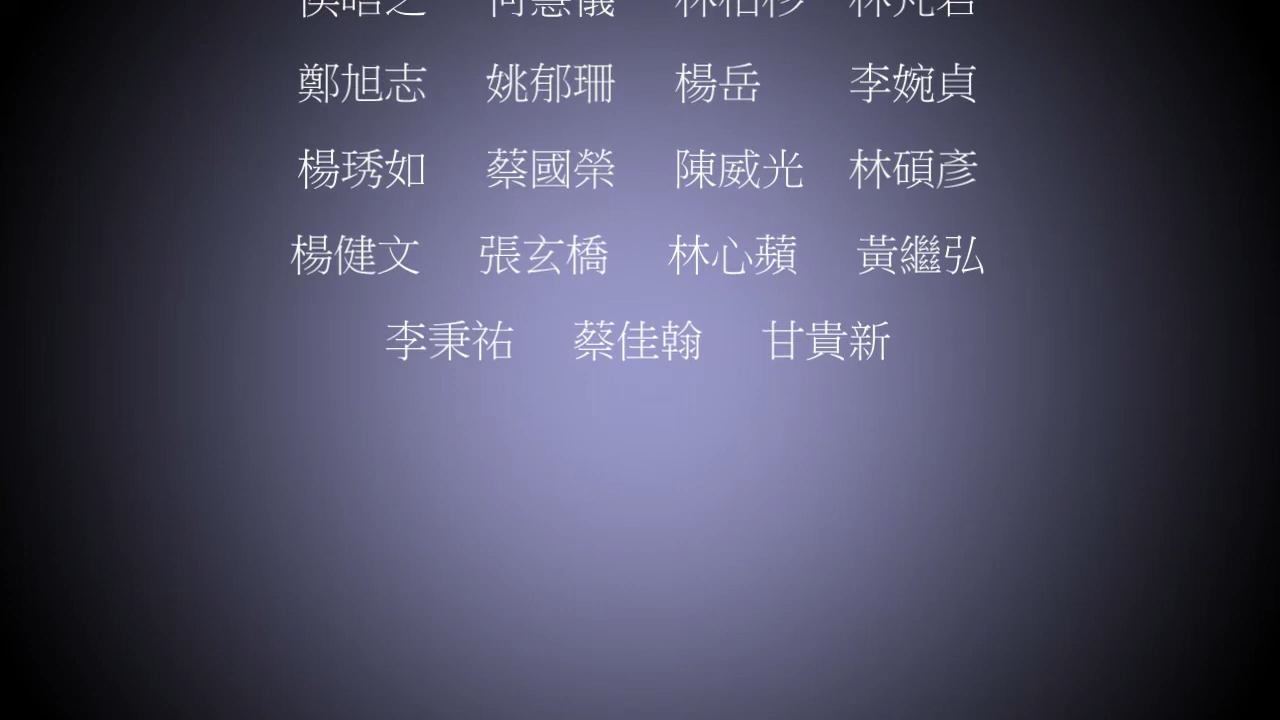 鄭旭志 姚郁珊 楊岳 李婉貞
楊琇如 蔡國榮 陳威光 林碩彥
楊健文 張玄橋 林心蘋 黃繼弘
李秉祐 蔡佳翰 甘貴新